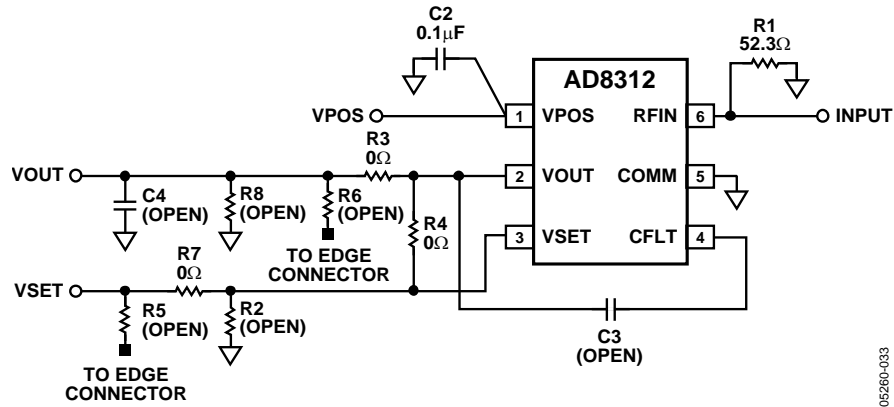 C2
0.1µF
R1
52.3Ω
AD8312
VPOS
1 VPOS RFIN 6
INPUT
R3
0Ω
VOUT
2 VOUT COMM 5
C4
(OPEN)
R8
(OPEN)
R6
(OPEN)
R4
0Ω
TO EDGE
CONNECTOR
3 VSET CFLT 4
R7
0Ω
VSET
R5
(OPEN)
R2
(OPEN)
C3
(OPEN)
TO EDGE
CONNECTOR
05260-033